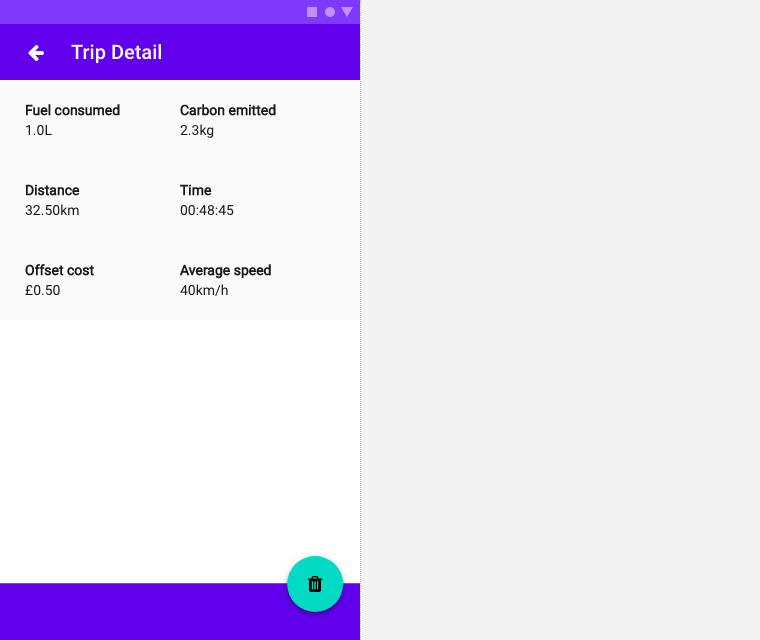 Trip Detail
Fuel consumed
1.0L
Carbon emitted
2.3kg
Distance
32.50km
Time
00:48:45
Offset cost
£0.50
Average speed
40km/h